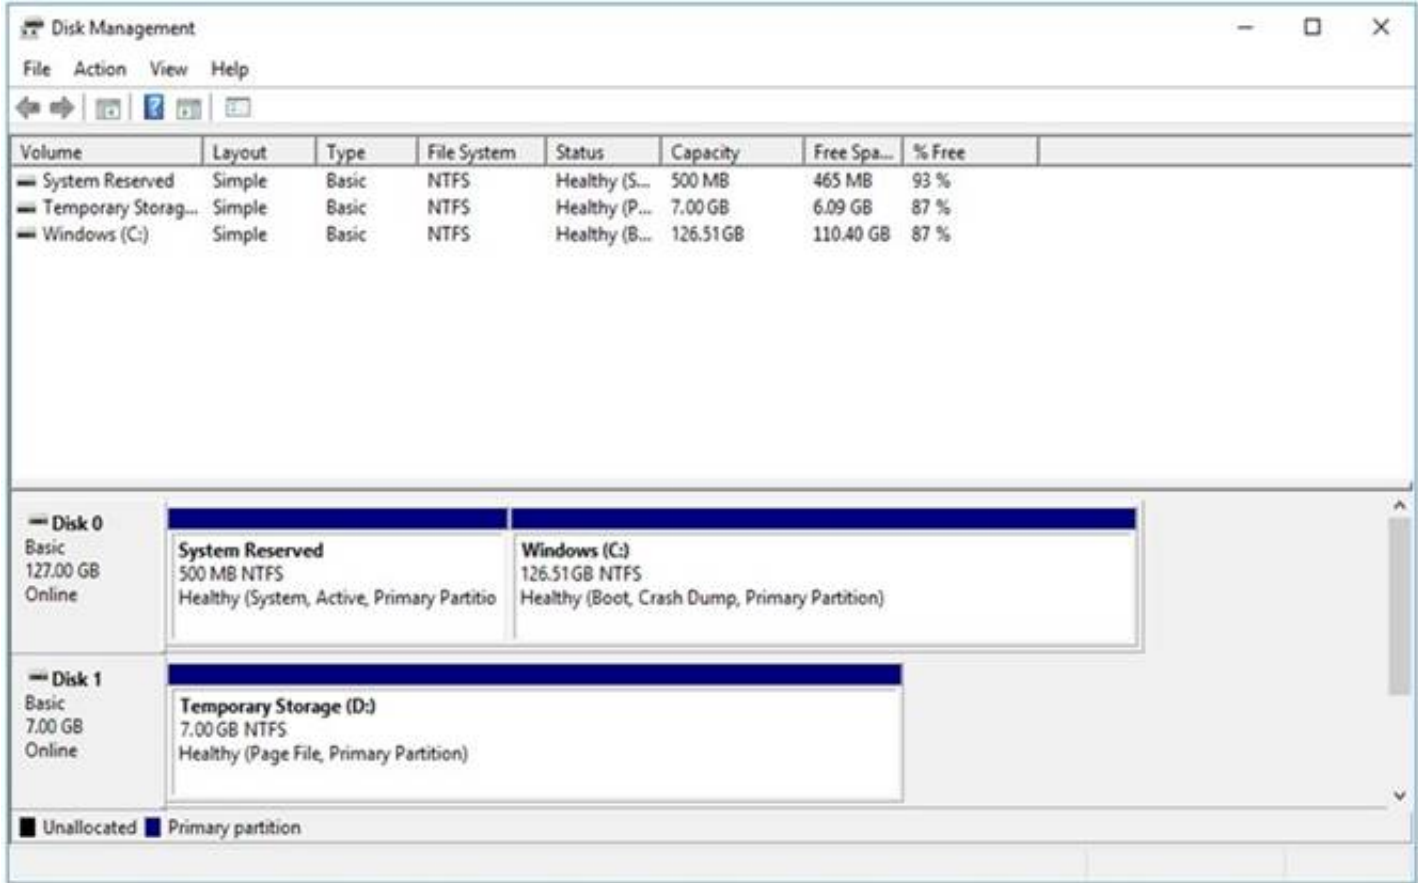 Disk Management
File Action View Help
Volume Layout Type File System Status Capacity Free Spa... % Free
System Reserved Simple Basic NTFS Healthy (S... 500 MB 465 MB 93 %
Temporary Storag... Simple Basic NTFS Healthy (P... 7.00 GB 6.09 GB 87 %
Windows (C:) Simple Basic NTFS Healthy (B... 126.51 GB 110.40 GB 87 %
Disk 0
Basic
127.00 GB
Online
System Reserved
500 MB NTFS
Healthy (System, Active, Primary Partitio
Windows (C:)
126.51 GB NTFS
Healthy (Boot, Crash Dump, Primary Partition)
Disk 1
Basic
7.00 GB
Online
Temporary Storage (D:)
7.00 GB NTFS
Healthy (Page File, Primary Partition)
Unallocated Primary partition